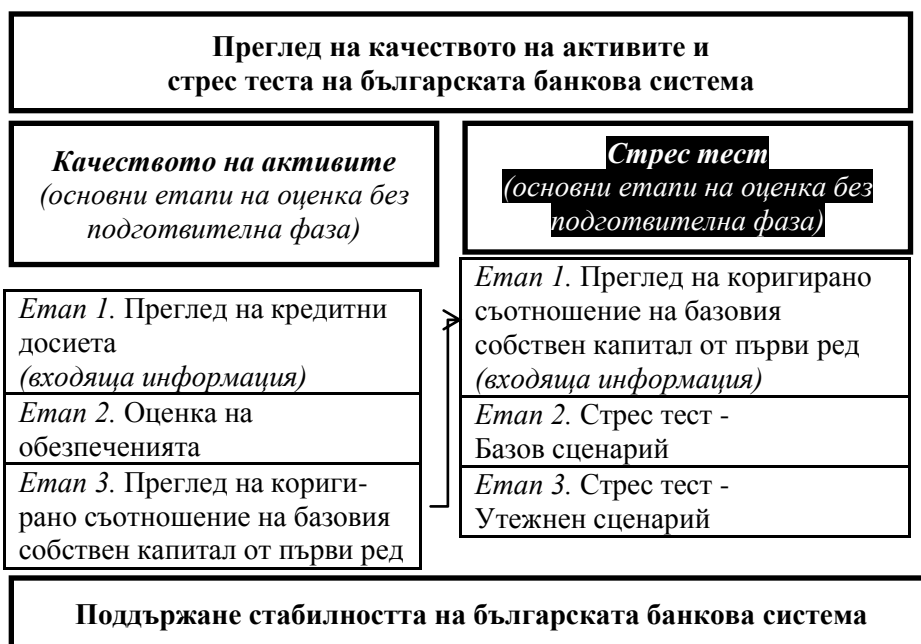 Преглед на качеството на активите и
стрес теста на българската банкова система
Качеството на активите
(основни етапи на оценка без
подготвителна фаза)
Стрес тест
(основни етапи на оценка без
подготвителна фаза)
Етап 1. Преглед на кредитни
досиета
(входяща информация)
Етап 2. Оценка на
обезпеченията
Етап 3. Преглед на кориги-
рано съотношение на базовия
собствен капитал от първи ред
Етап 1. Преглед на коригирано
съотношение на базовия
собствен капитал от първи ред
(входяща информация)
Етап 2. Стрес тест -
Базов сценарий
Етап 3. Стрес тест -
Утежнен сценарий
Поддържане стабилността на българската банкова система